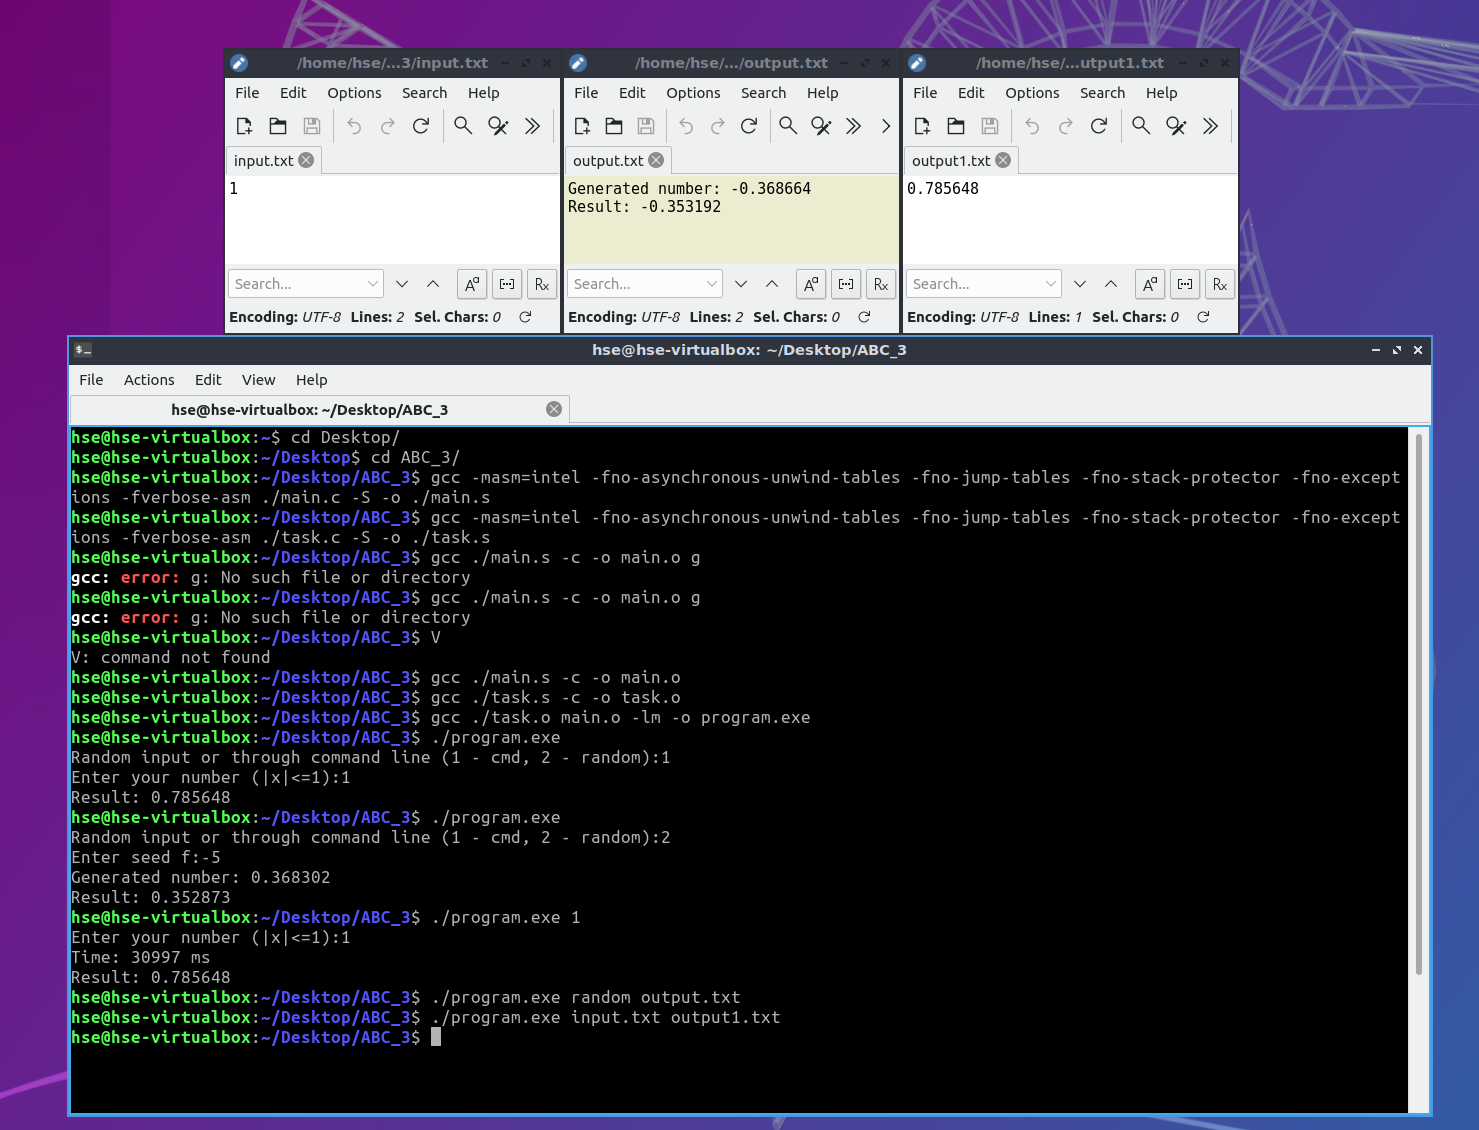 /home/hse/...3/input.txt
File Edit Options Search Help
input.txt
1
Search...
Encoding: UTF-8 Lines: 2 Sel. Chars: 0
/home/hse/.../output.txt
File Edit Options Search Help
output.txt
Generated number: -0.368664
Result: -0.353192
Search...
Encoding: UTF-8 Lines: 2 Sel. Chars: 0
/home/hse/...utput1.txt
File Edit Options Search Help
output1.txt
0.785648
Search...
Encoding: UTF-8 Lines: 1 Sel. Chars: 0
hse@hse-virtualbox: ~/Desktop/ABC_3
File Actions Edit View Help
hse@hse-virtualbox: ~/Desktop/ABC_3
hse@hse-virtualbox:~$ cd Desktop/
hse@hse-virtualbox:~/Desktop$ cd ABC_3/
hse@hse-virtualbox:~/Desktop/ABC_3$ gcc -masm=intel -fno-asynchronous-unwind-tables -fno-jump-tables -fno-stack-protector -fno-except
ions -fverbose-asm ./main.c -S -o ./main.s
hse@hse-virtualbox:~/Desktop/ABC_3$ gcc -masm=intel -fno-asynchronous-unwind-tables -fno-jump-tables -fno-stack-protector -fno-except
ions -fverbose-asm ./task.c -S -o ./task.s
hse@hse-virtualbox:~/Desktop/ABC_3$ gcc ./main.s -c -o main.o g
gcc: error: g: No such file or directory
hse@hse-virtualbox:~/Desktop/ABC_3$ gcc ./main.s -c -o main.o g
gcc: error: g: No such file or directory
hse@hse-virtualbox:~/Desktop/ABC_3$ V
V: command not found
hse@hse-virtualbox:~/Desktop/ABC_3$ gcc ./main.s -c -o main.o
hse@hse-virtualbox:~/Desktop/ABC_3$ gcc ./task.s -c -o task.o
hse@hse-virtualbox:~/Desktop/ABC_3$ gcc ./task.o main.o -lm -o program.exe
hse@hse-virtualbox:~/Desktop/ABC_3$ ./program.exe
Random input or through command line (1 - cmd, 2 - random):1
Enter your number (|x|<=1):1
Result: 0.785648
hse@hse-virtualbox:~/Desktop/ABC_3$ ./program.exe
Random input or through command line (1 - cmd, 2 - random):2
Enter seed f:-5
Generated number: 0.368302
Result: 0.352873
hse@hse-virtualbox:~/Desktop/ABC_3$ ./program.exe 1
Enter your number (|x|<=1):1
Time: 30997 ms
Result: 0.785648
hse@hse-virtualbox:~/Desktop/ABC_3$ ./program.exe random output.txt
hse@hse-virtualbox:~/Desktop/ABC_3$ ./program.exe input.txt output1.txt
hse@hse-virtualbox:~/Desktop/ABC_3$